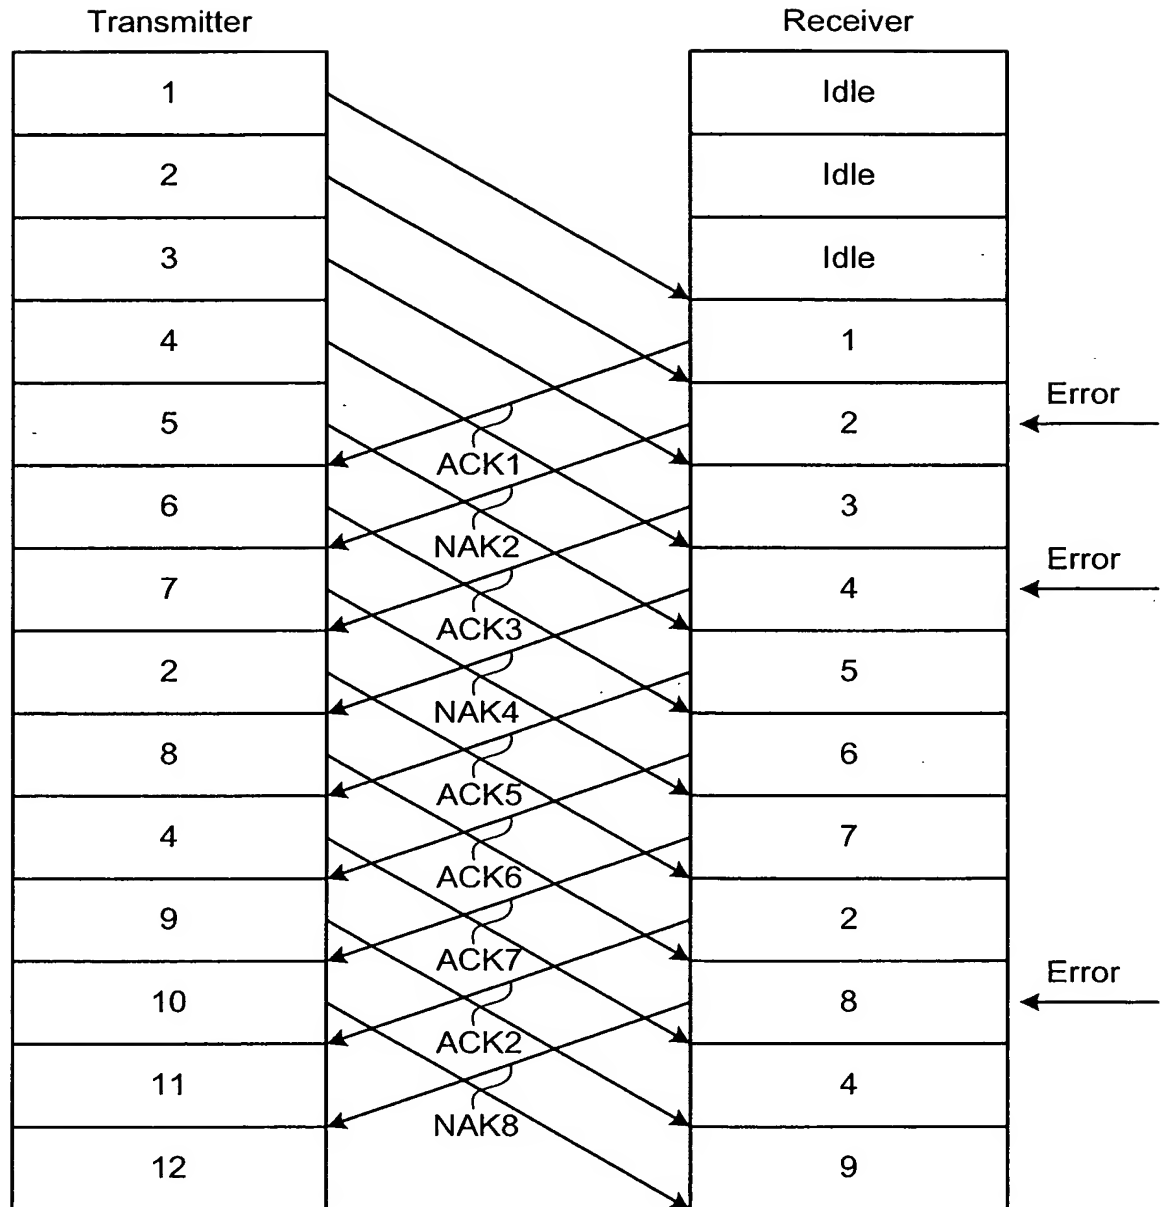 Transmitter Receiver
1 Idle
2 Idle
3 Idle
4 1
Error
5 2
ACK1
6 3
NAK2
Error
7 4
ACK3
2 5
NAK4
8 6
ACK5
4 7
ACK6
9 2
ACK7
Error
10 8
ACK2
11 4
NAK8
12 9